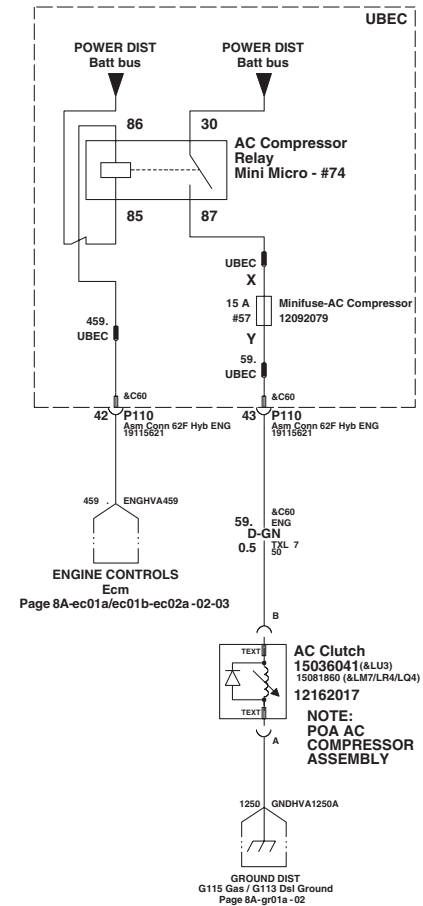 UBEC
POWER DIST
Batt bus
POWER DIST
Batt bus
86
30
AC Compressor
Relay
Mini Micro - #74
85
87
UBEC
X
15 A
#57
Minifuse-AC Compressor
12092079
Y
459.
UBEC
59.
UBEC
&C60
42
P110
Asm Conn 62F Hyb ENG
19115621
&C60
43
P110
Asm Conn 62F Hyb ENG
19115621
459 .
ENGHVA459
ENGINE CONTROLS
Ecm
Page 8A-ec01a/ec01b-ec02a -02-03
&C60
59. ENG
D-GN
0.5 TXL 7
50
B
TEXT
AC Clutch
15036041 (&LU3)
15081860 (&LM7/LR4/LQ4)
12162017
TEXT
NOTE:
POA AC
COMPRESSOR
ASSEMBLY
A
1250
GNDHVA1250A
GROUND DIST
G115 Gas / G113 Dsl Ground
Page 8A-gr01a -02